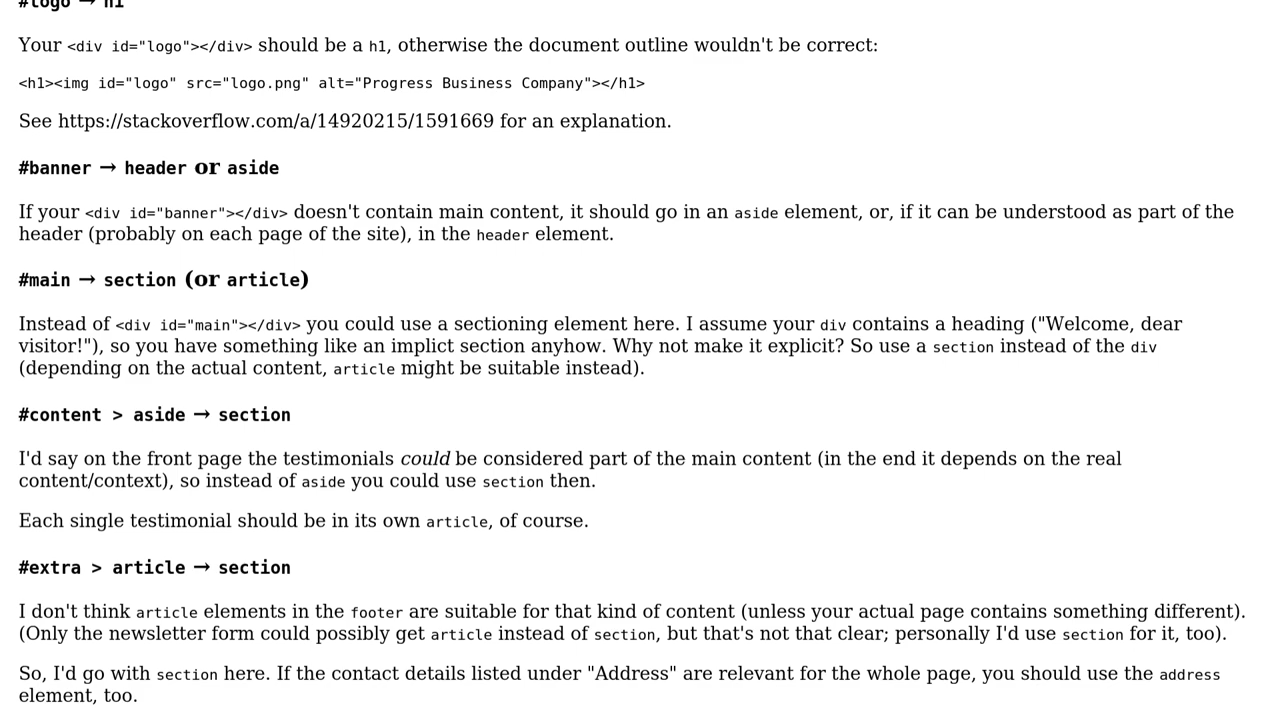 #logo → h1
Your <div id="logo"></div> should be a h1, otherwise the document outline wouldn't be correct:
<h1><img id="logo" src="logo.png" alt="Progress Business Company"></h1>
See https://stackoverflow.com/a/14920215/1591669 for an explanation.
#banner → header or aside
If your <div id="banner"></div> doesn't contain main content, it should go in an aside element, or, if it can be understood as part of the
header (probably on each page of the site), in the header element.
#main → section (or article)
Instead of <div id="main"></div> you could use a sectioning element here. I assume your div contains a heading ("Welcome, dear
visitor!"), so you have something like an implict section anyhow. Why not make it explicit? So use a section instead of the div
(depending on the actual content, article might be suitable instead).
#content > aside → section
I'd say on the front page the testimonials could be considered part of the main content (in the end it depends on the real
content/context), so instead of aside you could use section then.
Each single testimonial should be in its own article, of course.
#extra > article → section
I don't think article elements in the footer are suitable for that kind of content (unless your actual page contains something different).
(Only the newsletter form could possibly get article instead of section, but that's not that clear; personally I'd use section for it, too).
So, I'd go with section here. If the contact details listed under "Address" are relevant for the whole page, you should use the address
element, too.